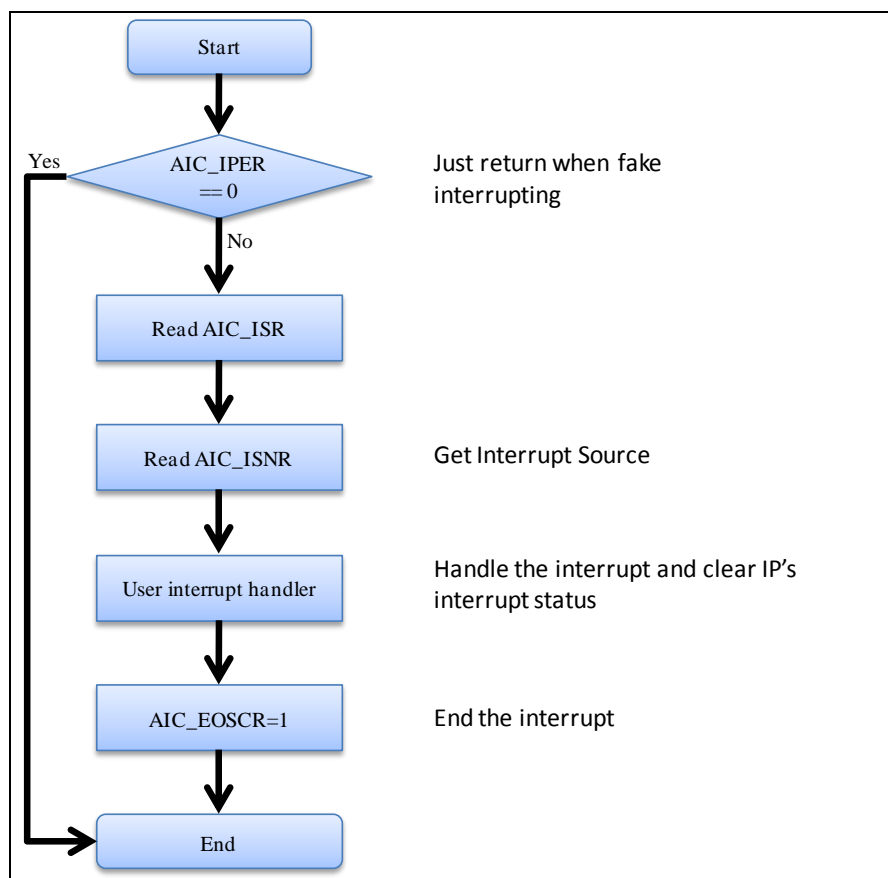 Start
Yes
AIC_IPER
== 0
Just return when fake
interrupting
No
Read AIC_ISR
Read AIC_ISNR
Get Interrupt Source
User interrupt handler
Handle the interrupt and clear IP's
interrupt status
AIC_EOSCR=1
End the interrupt
End